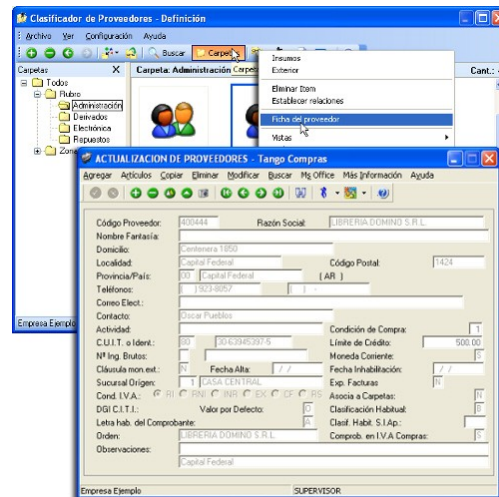 Clasificador de Proveedores - Definición
Archivo Ver Configuración Ayuda
Buscar Carpetas
Carpetas X Carpeta: Administración Cant.:
Todos
Rubro
Administración
Derivados
Electrónica
Repuestos
Insumos
Exterior
Eliminar Item
Establecer relaciones
Ficha del proveedor
Vistas
ACTUALIZACION DE PROVEEDORES - Tango Compras
Agregar Artículos Copiar Eliminar Modificar Buscar Ms Office Más Información Ayuda
Código Proveedor: 400444 Razón Social: LIBRERIA DOMINO S.R.L.
Nombre Fantasía:
Domicilio: Centenera 1850
Localidad: Capital Federal Código Postal: 1424
Provincia/País: 00 Capital Federal ( AR )
Teléfonos: ( ) 923-8057 ( ) -
Correo Elect.:
Contacto: Oscar Pueblos
Actividad: Condición de Compra: 1
C.U.I.T. o Ident.: 80 30-63945397-5 Límite de Crédito: 500.00
Nº Ing. Brutos: Moneda Corriente: S
Cláusula mon.ext.: N Fecha Alta: / / Fecha Inhabilitación: / /
Sucursal Origen: 1 CASA CENTRAL Exp. Facturas N
Cond. I.V.A.: RI RNI INR EX CF RS Asocia a Carpetas: N
DGI C.I.T.I.: Valor por Defecto: O Clasificación Habitual: B
Letra hab. del Comprobante: A Clasif. Habit. S.I.Ap.:
Orden: LIBRERIA DOMINO S.R.L. Comprob. en I.V.A Compras: S
Observaciones:
Capital Federal
Empresa Ejemplo SUPERVISOR